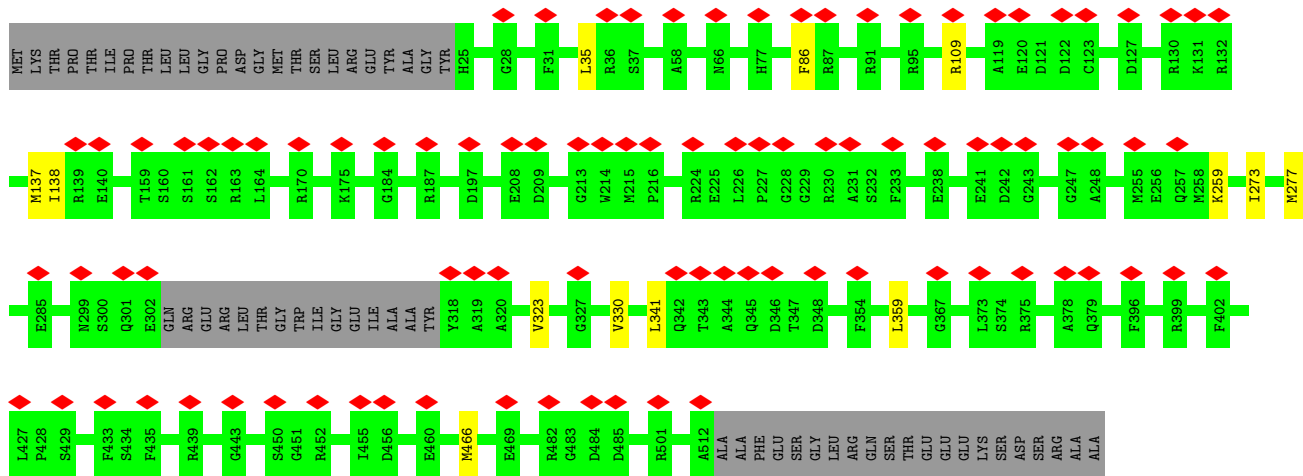 MET LYS THR PRO THR ILE PRO THR LEU LEU GLY PRO ASP GLY MET THR SER LEU ARG GLU TYR ALA GLY TYR H25 G28 F31 L35 R36 S37 A58 N66 H77 F86 R87 R91 R95 R109 A119 E120 D121 D122 C123 D127 R130 K131 R132
M137 I138 R139 E140 T159 S160 S161 S162 R163 L164 R170 K175 G184 R187 D197 E208 D209 G213 W214 M215 P216 R224 E225 L226 P227 G228 G229 R230 A231 S232 F233 E238 E241 D242 G243 G247 A248 M255 E256 Q257 M258 K259 I273 M277
E285 N299 S300 Q301 E302 GLN ARG GLU ARG LEU THR GLY TRP ILE GLY GLU ILE ALA ALA TYR Y318 A319 A320 V323 G327 V330 L341 Q342 T343 A344 Q345 D346 T347 D348 F354 L359 G367 L373 S374 R375 A378 Q379 F396 R399 F402
L427 P428 S429 F433 S434 F435 R439 G443 S450 G451 R452 I455 D456 E460 M466 E469 R482 G483 D484 D485 R501 A512 ALA ALA PHE GLU SER GLY LEU ARG GLN SER THR GLU GLU GLU LYS SER ASP SER ARG ALA ALA